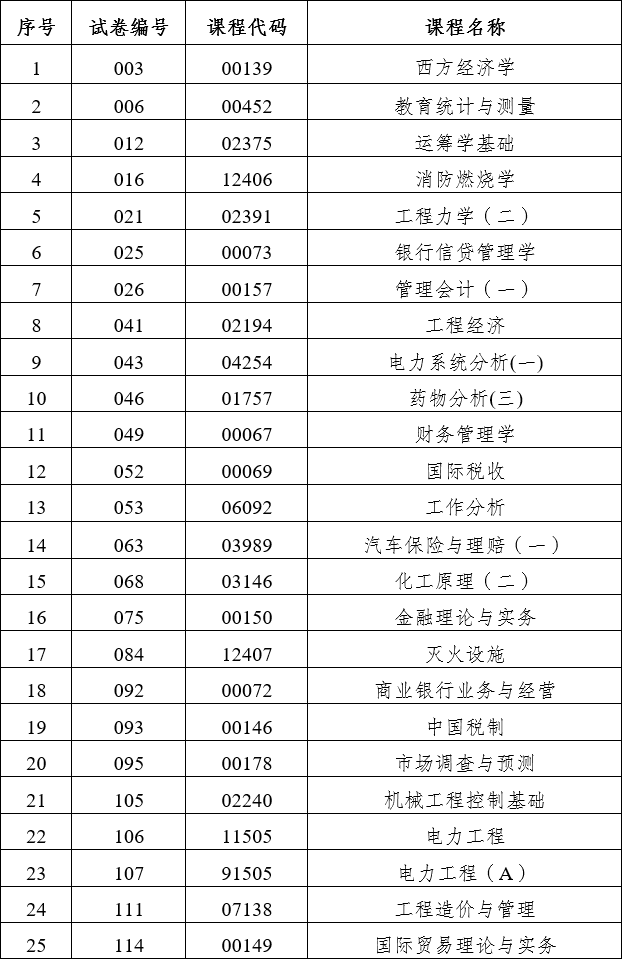 序号 试卷编号 课程代码 课程名称
1 003 00139 西方经济学
2 006 00452 教育统计与测量
3 012 02375 运筹学基础
4 016 12406 消防燃烧学
5 021 02391 工程力学（二）
6 025 00073 银行信贷管理学
7 026 00157 管理会计（一）
8 041 02194 工程经济
9 043 04254 电力系统分析(一)
10 046 01757 药物分析(三)
11 049 00067 财务管理学
12 052 00069 国际税收
13 053 06092 工作分析
14 063 03989 汽车保险与理赔（一）
15 068 03146 化工原理（二）
16 075 00150 金融理论与实务
17 084 12407 灭火设施
18 092 00072 商业银行业务与经营
19 093 00146 中国税制
20 095 00178 市场调查与预测
21 105 02240 机械工程控制基础
22 106 11505 电力工程
23 107 91505 电力工程（A）
24 111 07138 工程造价与管理
25 114 00149 国际贸易理论与实务